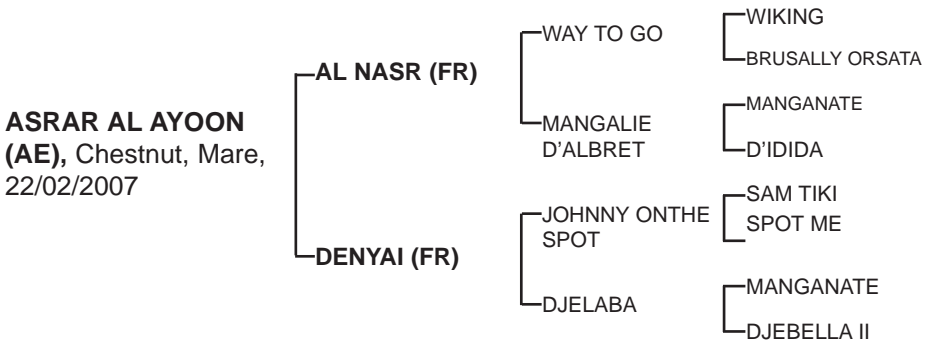 ASRAR AL AYOON
(AE), Chestnut, Mare,
22/02/2007
AL NASR (FR)
DENYAI (FR)
WAY TO GO
MANGALIE
D'ALBRET
JOHNNY ONTHE
SPOT
DJELABA
WIKING
BRUSALLY ORSATA
MANGANATE
D'IDIDA
SAM TIKI
SPOT ME
MANGANATE
DJEBELLA II